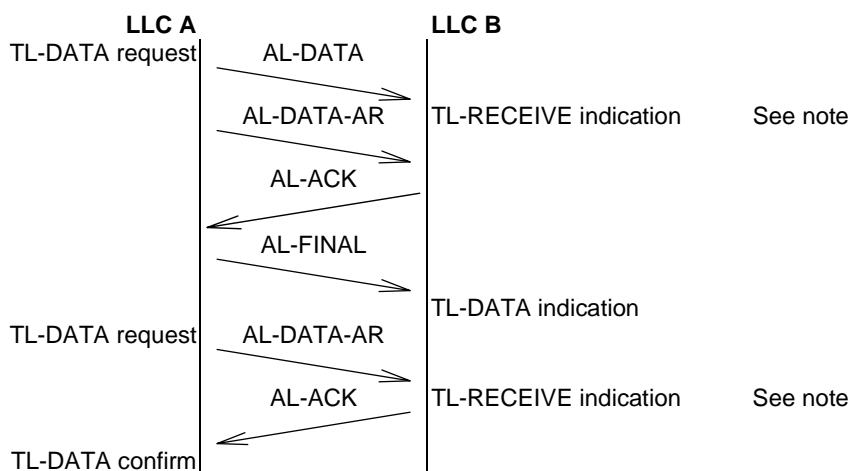 LLC A LLC B
TL-DATA request AL-DATA
AL-DATA-AR TL-RECEIVE indication See note
AL-ACK
AL-FINAL
TL-DATA indication
TL-DATA request AL-DATA-AR
AL-ACK TL-RECEIVE indication See note
TL-DATA confirm